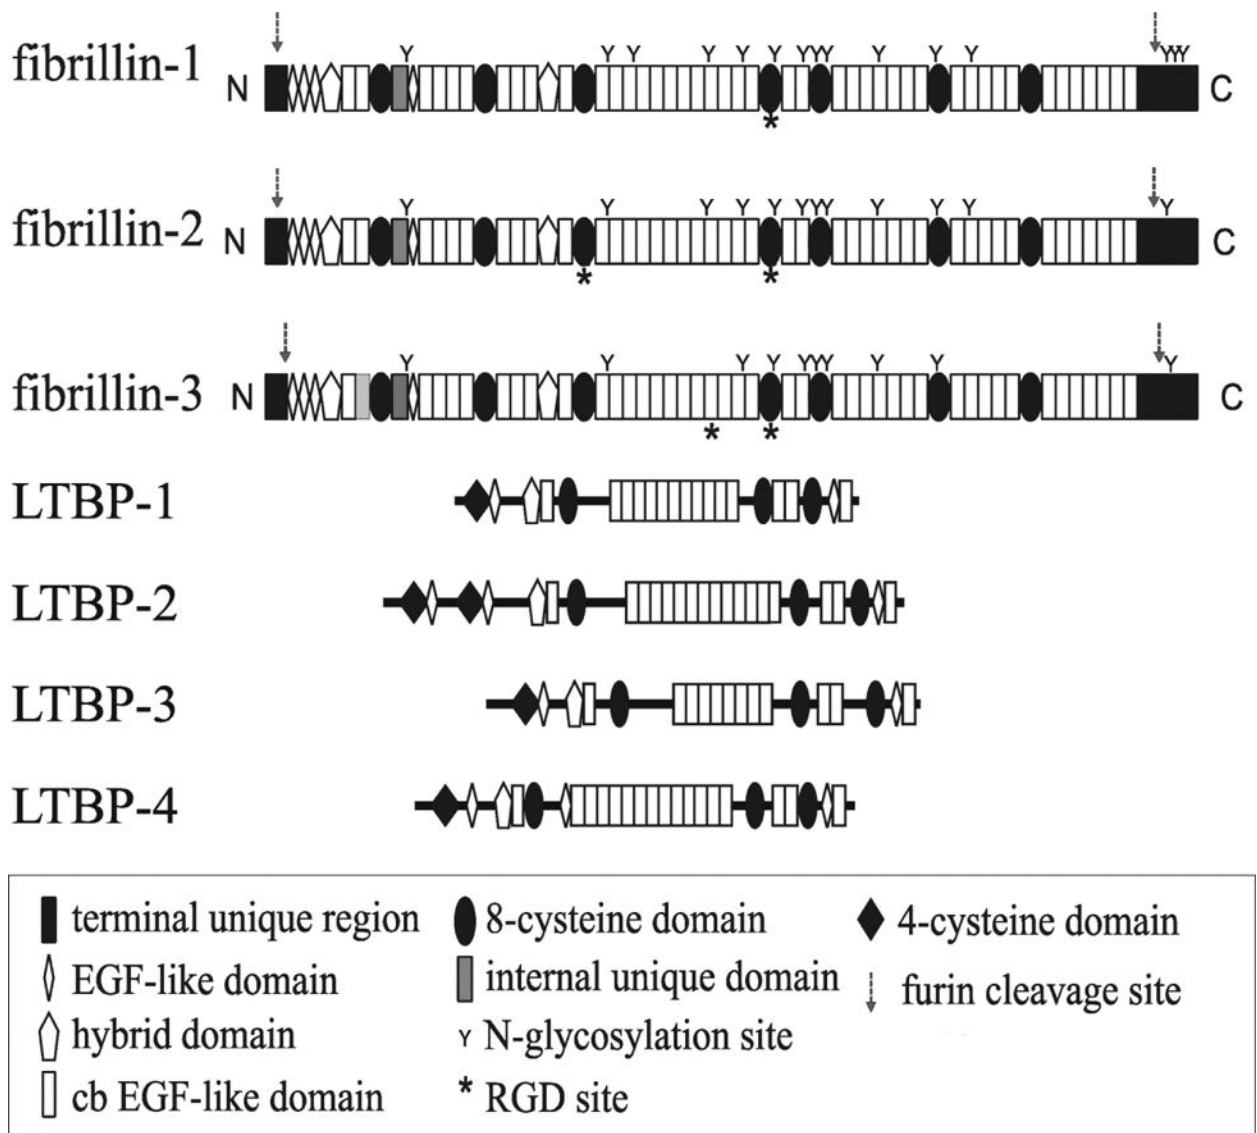 Y Y Y Y Y Y Y Y Y Y Y Y Y Y Y
fibrillin-1 N C
*
Y Y Y Y Y Y Y Y Y Y Y Y
fibrillin-2 N C
* *
Y Y Y Y Y Y Y Y Y Y
fibrillin-3 N C
* *
LTBP-1
LTBP-2
LTBP-3
LTBP-4
terminal unique region
8-cysteine domain
4-cysteine domain
EGF-like domain
internal unique domain
furin cleavage site
hybrid domain
Y N-glycosylation site
cb EGF-like domain
* RGD site